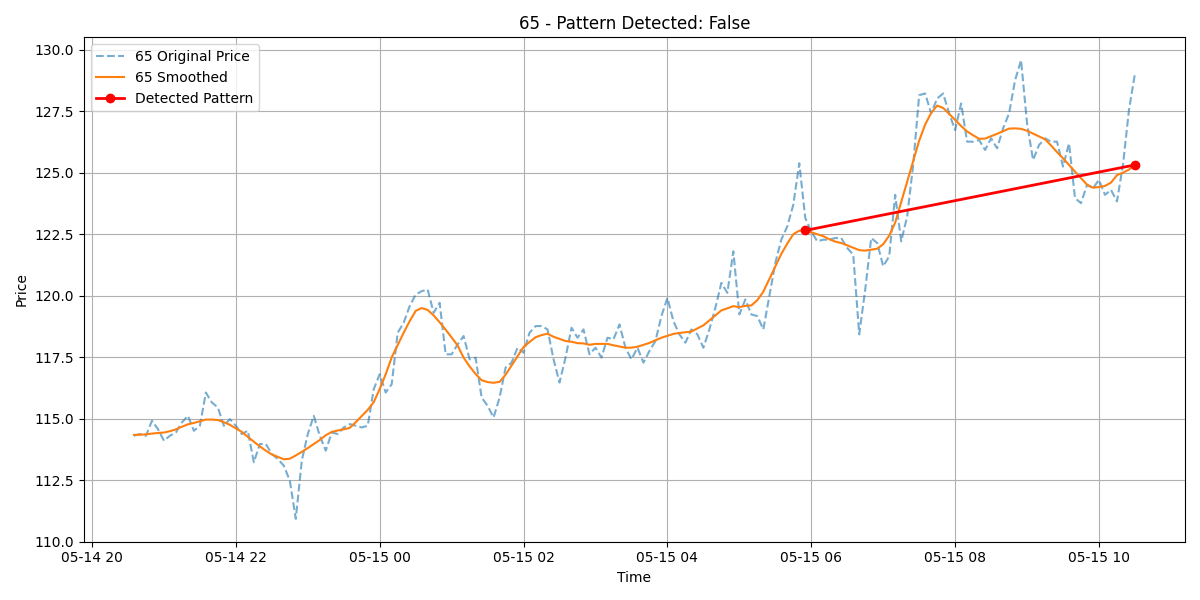 65 - Pattern Detected: False
65 Original Price
65 Smoothed
Detected Pattern
Price
130.0
127.5
125.0
122.5
120.0
117.5
115.0
112.5
110.0
05-14 20
05-14 22
05-15 00
05-15 02
05-15 04
05-15 06
05-15 08
05-15 10
Time